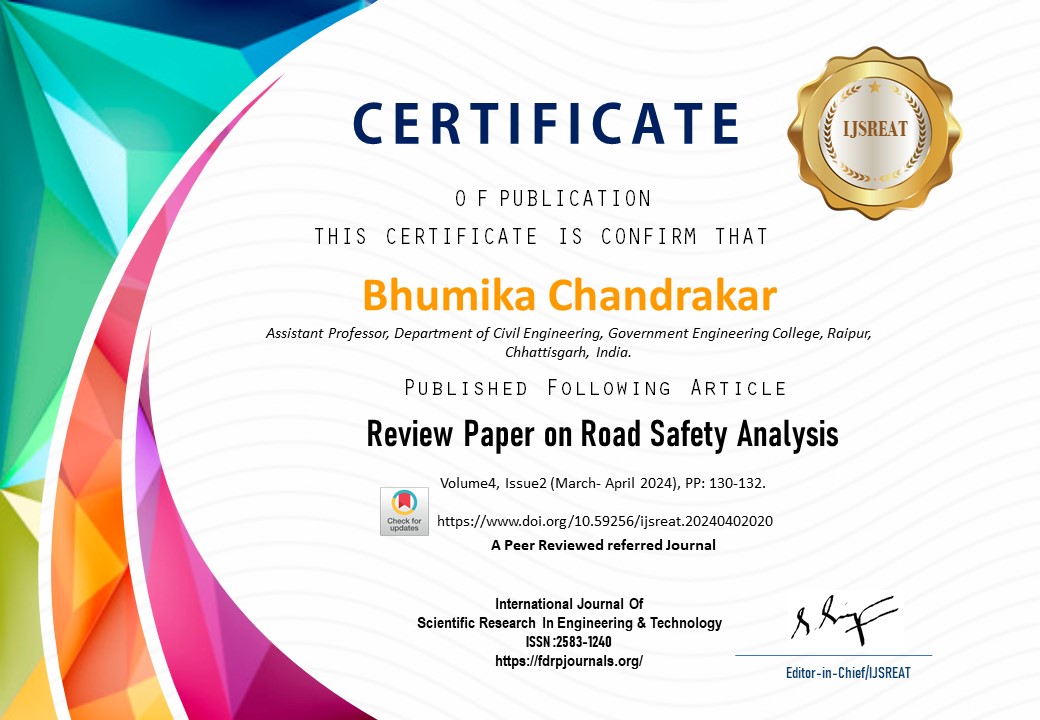 CERTIFICATE
IJSREAT
O F PUBLICATION
THIS CERTIFICATE IS CONFIRM THAT
Bhumika Chandrakar
Assistant Professor, Department of Civil Engineering, Government Engineering College, Raipur,
Chhattisgarh, India.
Published Following Article
Review Paper on Road Safety Analysis
Volume4, Issue2 (March- April 2024), PP: 130-132.
Check for
updates
https://www.doi.org/10.59256/ijsreat.20240402020
A Peer Reviewed referred Journal
International Journal Of
Scientific Research In Engineering & Technology
ISSN :2583-1240
https://fdrpjournals.org/
Editor-in-Chief/IJSREAT